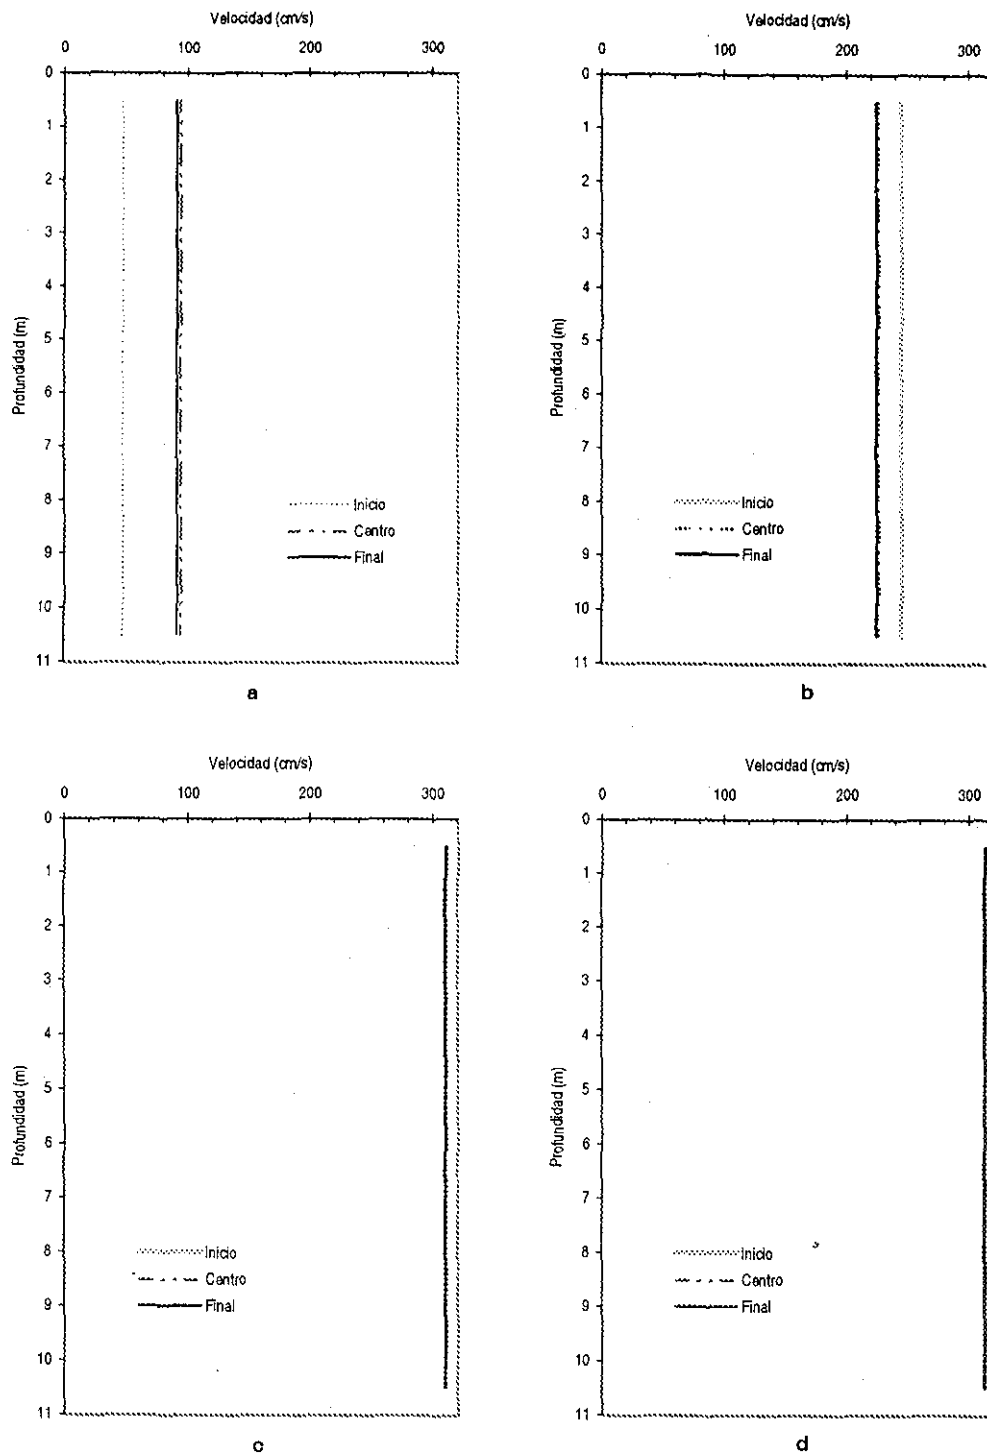 Velocidad (cm/s)
0 100 200 300
0
1
2
3
4
5
6
7
8
9
10
11
Profundidad (m)
Inicio
Centro
Final
a
Velocidad (cm/s)
0 100 200 300
0
1
2
3
4
5
6
7
8
9
10
11
Profundidad (m)
Inicio
Centro
Final
b
Velocidad (cm/s)
0 100 200 300
0
1
2
3
4
5
6
7
8
9
10
11
Profundidad (m)
Inicio
Centro
Final
c
Velocidad (cm/s)
0 100 200 300
0
1
2
3
4
5
6
7
8
9
10
11
Profundidad (m)
Inicio
Centro
Final
d